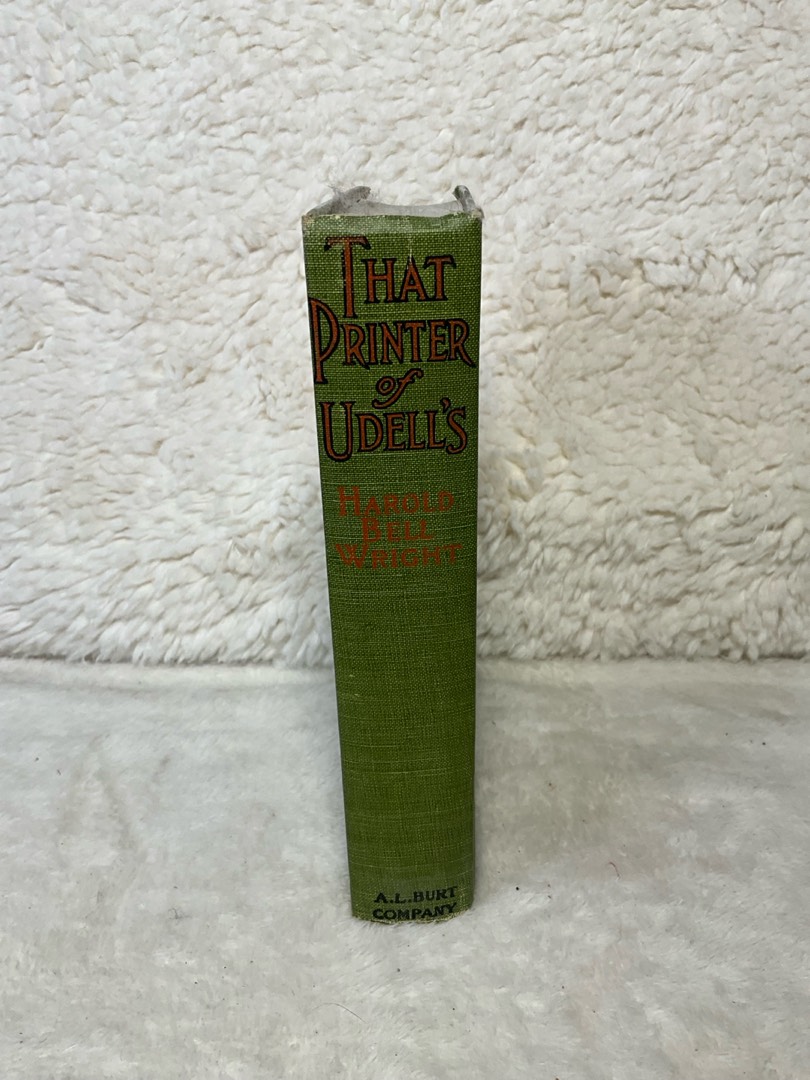 THAT
PRINTER
of
UDELL'S
HAROLD
BELL
WRIGHT
A.L.BURT
COMPANY